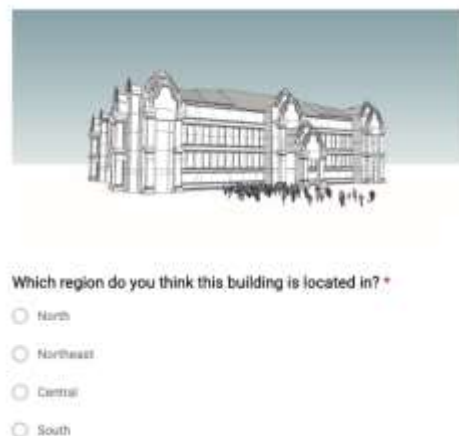 Which region do you think this building is located in? *
North
Northeast
Central
South